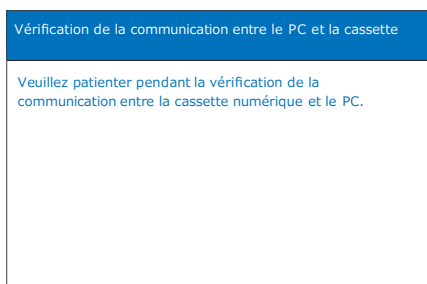 Vérification de la communication entre le PC et la cassette
Veuillez patienter pendant la vérification de la
communication entre la cassette numérique et le PC.